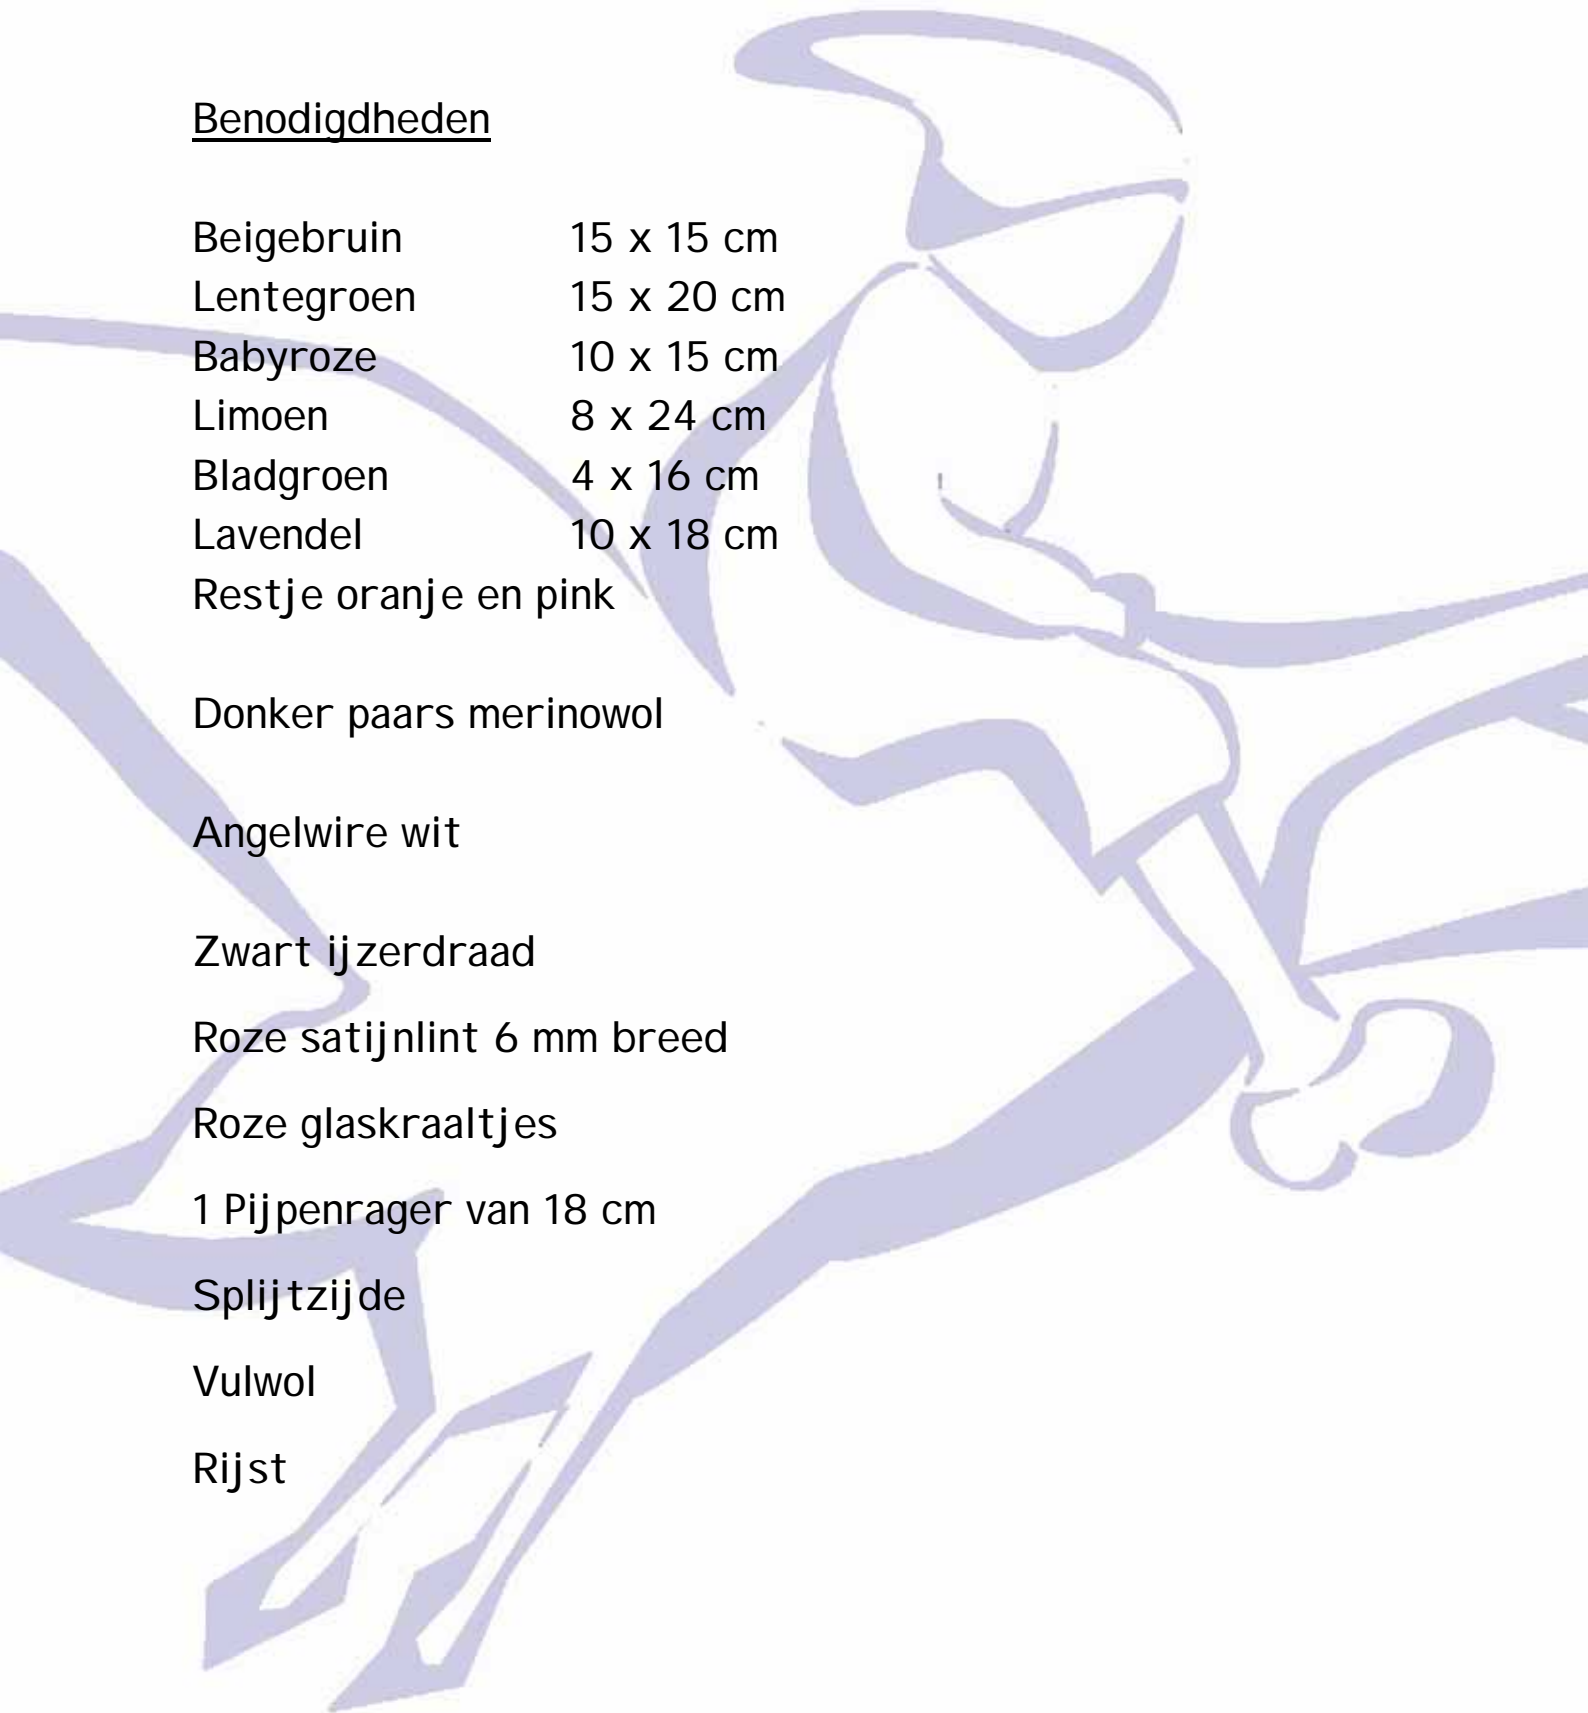 Benodigdheden
Beigebruin 15 x 15 cm
Lentegroen 15 x 20 cm
Babyroze 10 x 15 cm
Limoen 8 x 24 cm
Bladgroen 4 x 16 cm
Lavendel 10 x 18 cm
Restje oranje en pink
Donker paars merinowol
Angelwire wit
Zwart ijzerdraad
Roze satijnlint 6 mm breed
Roze glaskraaltjes
1 Pijpenrager van 18 cm
Splijtzijde
Vulwol
Rijst